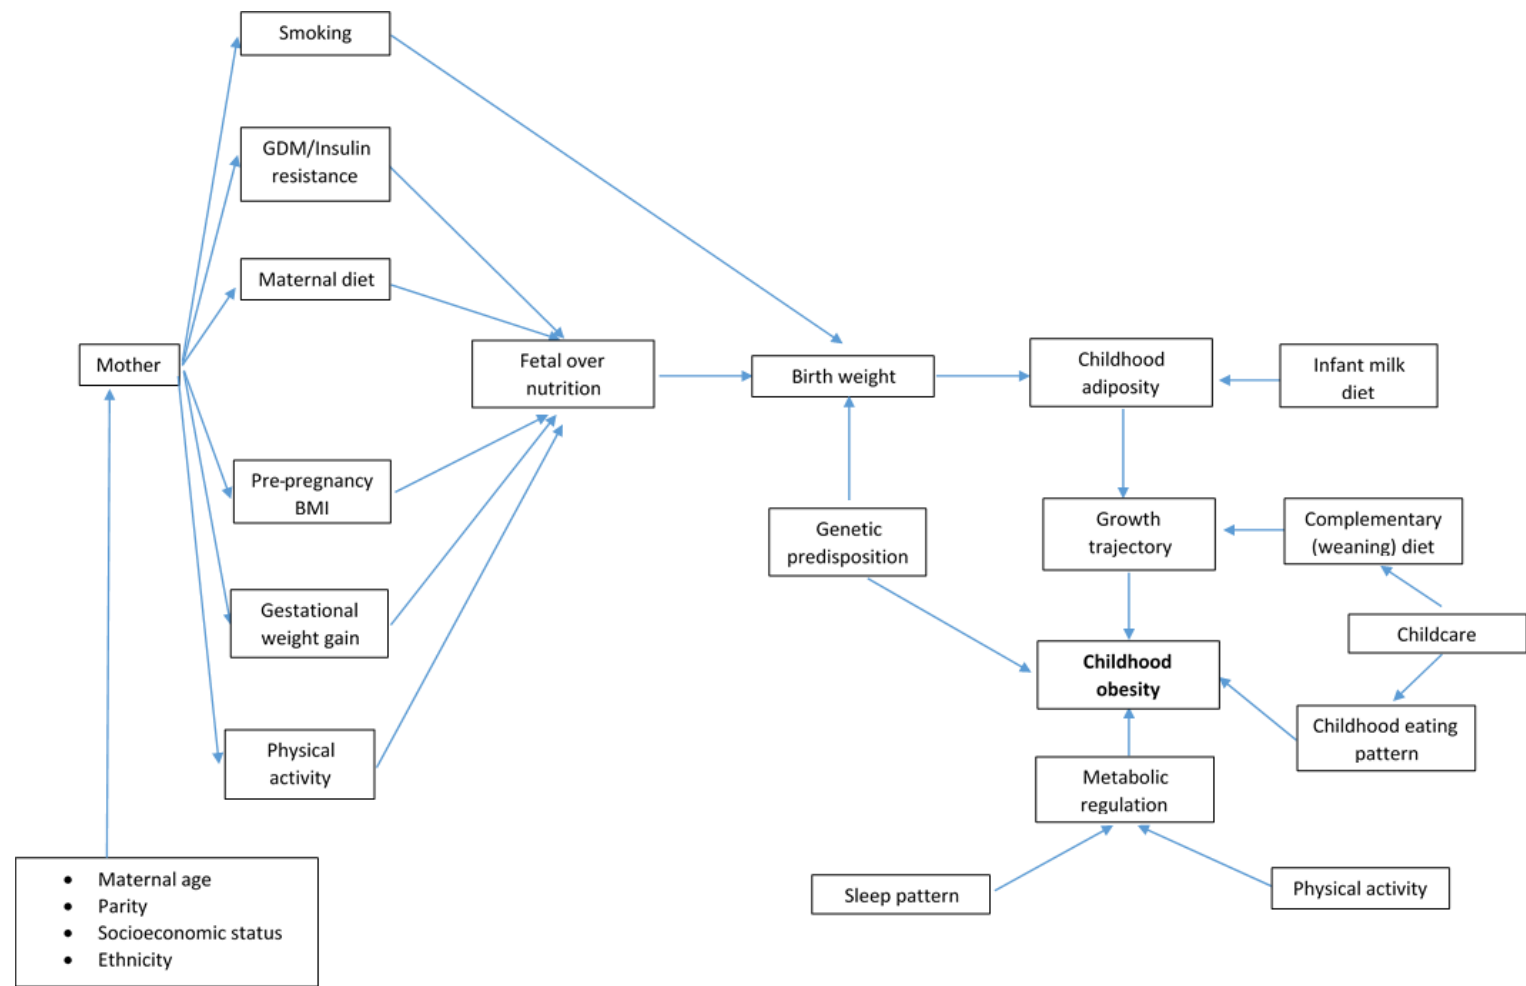 Smoking
GDM/Insulin
resistance
Maternal diet
Mother
Fetal over
nutrition
Birth weight
Childhood
adiposity
Infant milk
diet
Pre-pregnancy
BMI
Genetic
predisposition
Growth
trajectory
Complementary
(weaning) diet
Gestational
weight gain
Childhood
obesity
Childcare
Childhood eating
pattern
Physical
activity
Metabolic
regulation
Sleep pattern
Physical activity
• Maternal age
• Parity
• Socioeconomic status
• Ethnicity